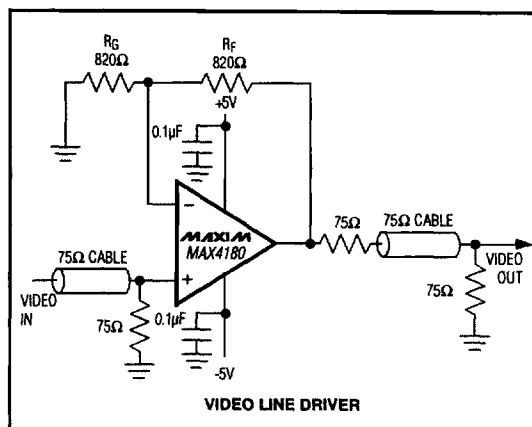 RG
820Ω
RF
820Ω
+5V
0.1µF
MAXIM
MAX4180
−
+
75Ω
75Ω CABLE
75Ω CABLE
VIDEO
OUT
75Ω
VIDEO
IN
75Ω
0.1µF
-5V
VIDEO LINE DRIVER